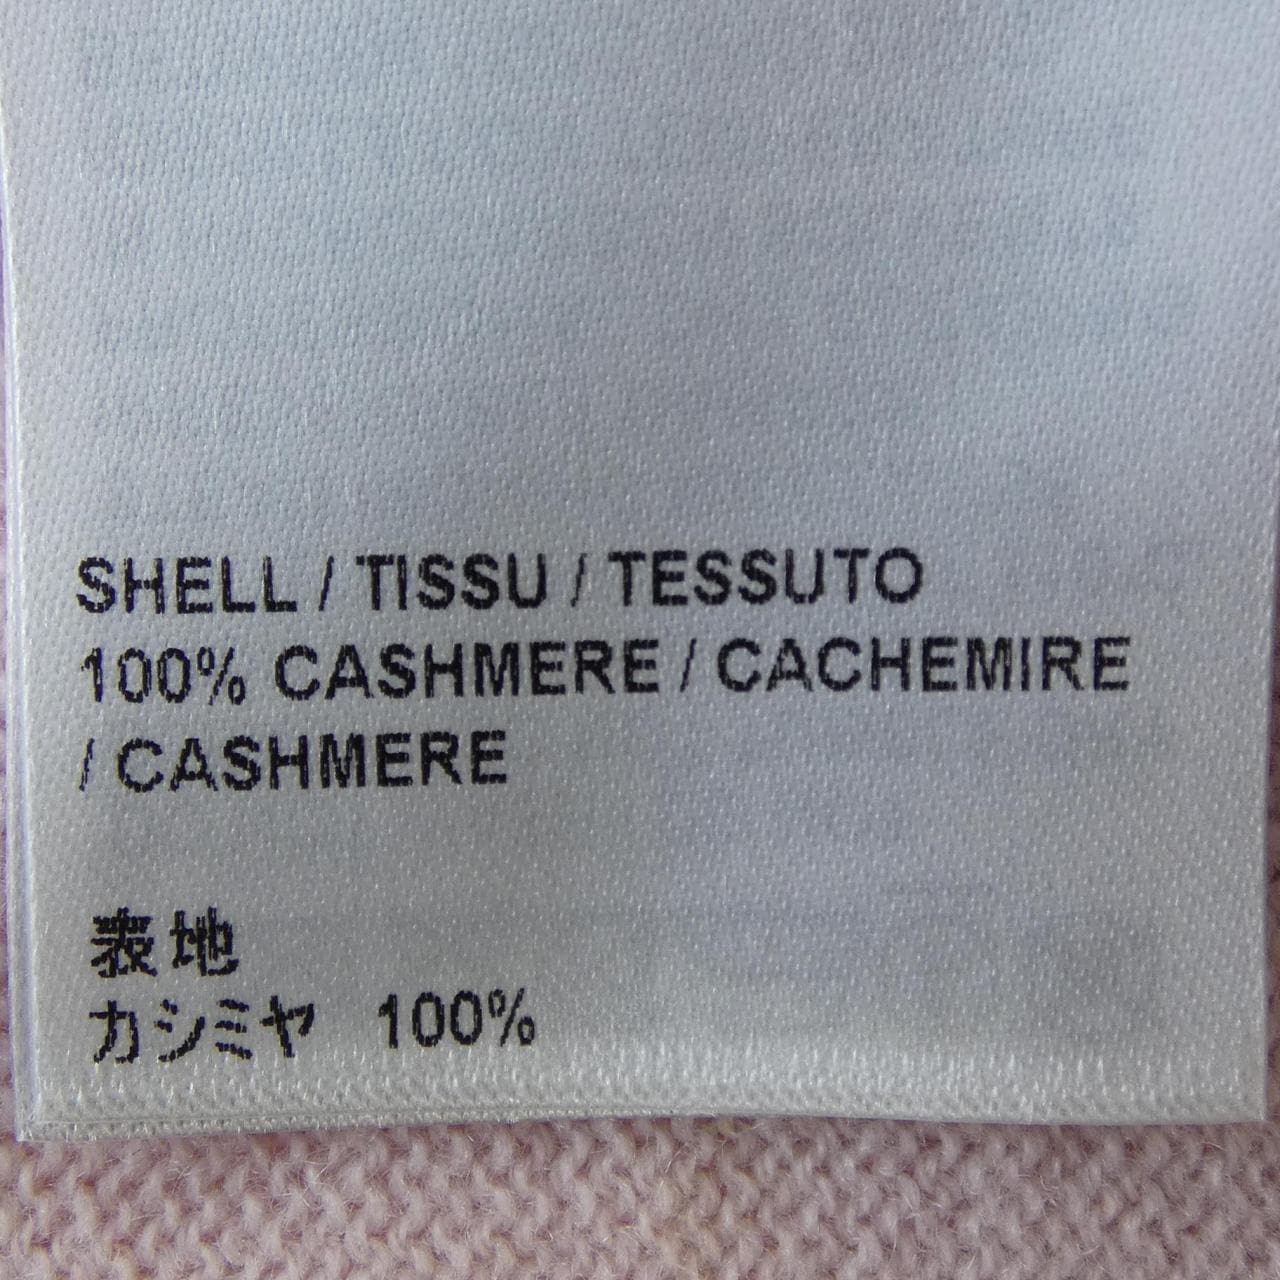 SHELL / TISSU / TESSUTO
100% CASHMERE / CACHEMIRE
/ CASHMERE
表地
カシミヤ 100%